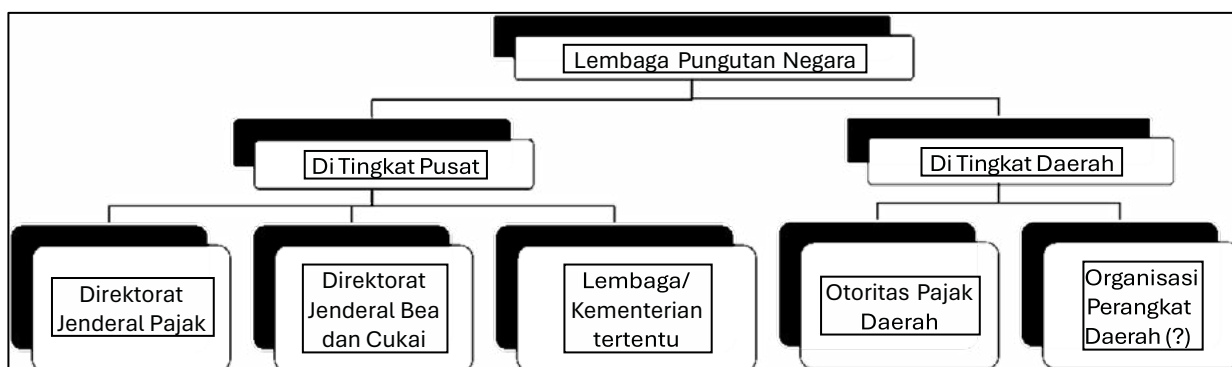 Lembaga Pungutan Negara
Di Tingkat Pusat
Di Tingkat Daerah
Direktorat
Jenderal Pajak
Direktorat
Jenderal Bea
dan Cukai
Lembaga/
Kementerian
tertentu
Otoritas Pajak
Daerah
Organisasi
Perangkat
Daerah (?)